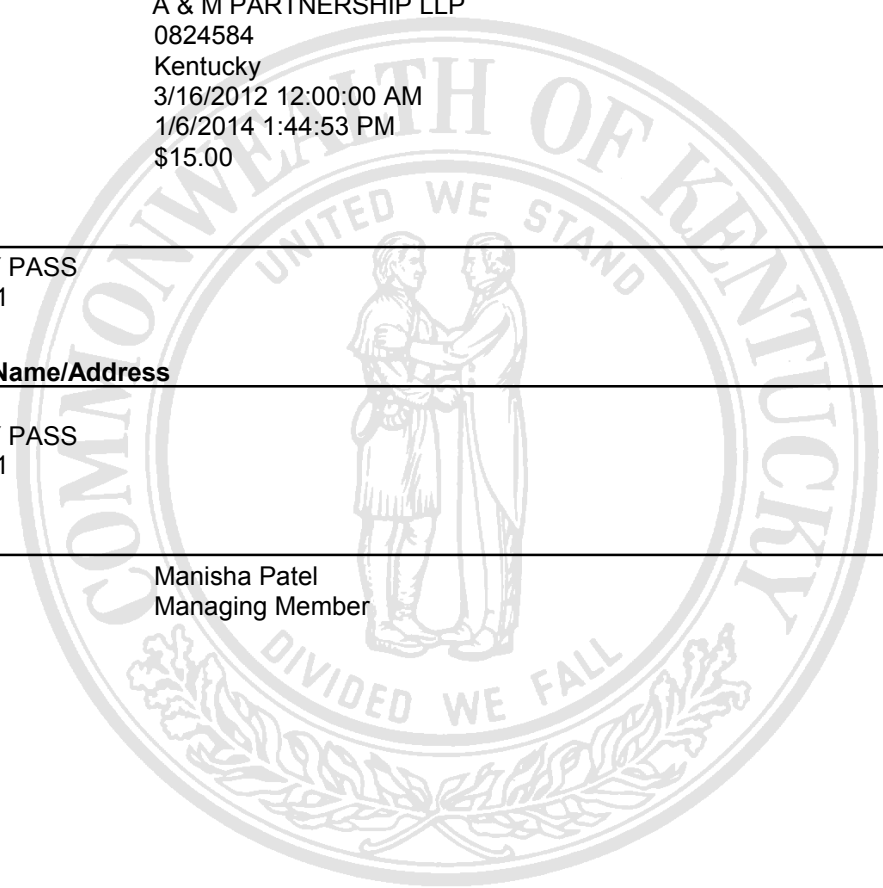 A & M PARTNERSHIP LLP
0824584
Kentucky
3/16/2012 12:00:00 AM
1/6/2014 1:44:53 PM
$15.00
PASS
1
Name/Address
PASS
1
Manisha Patel
Managing Member
COMMONWEALTH OF KENTUCKY
UNITED WE STAND
DIVIDED WE FALL